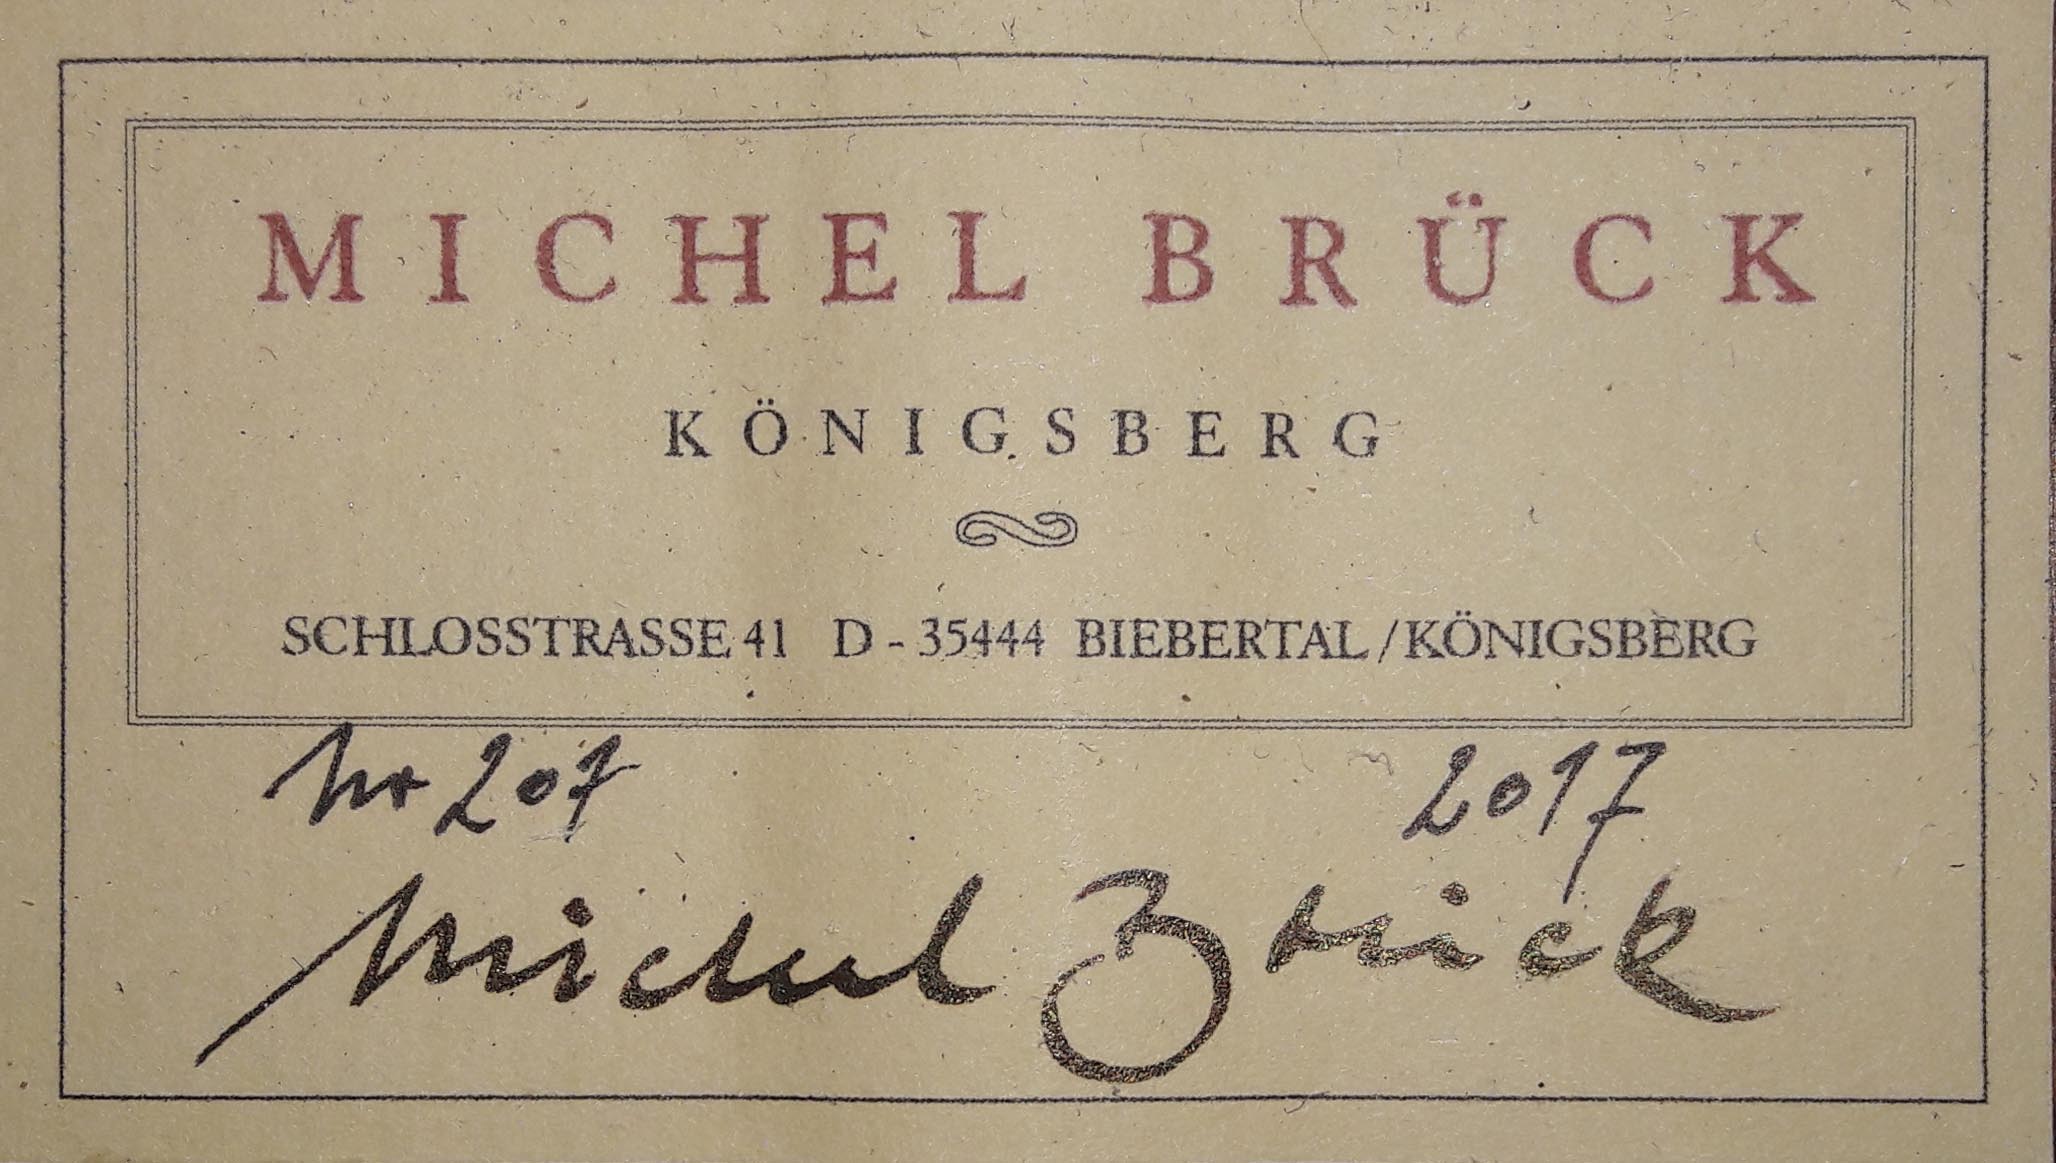 MICHEL BRÜCK
KÖNIGSBERG
SCHLOSSTRASSE 41 D - 35444 BIEBERTAL / KÖNIGSBERG
Nr 207 2017
Michel Brück